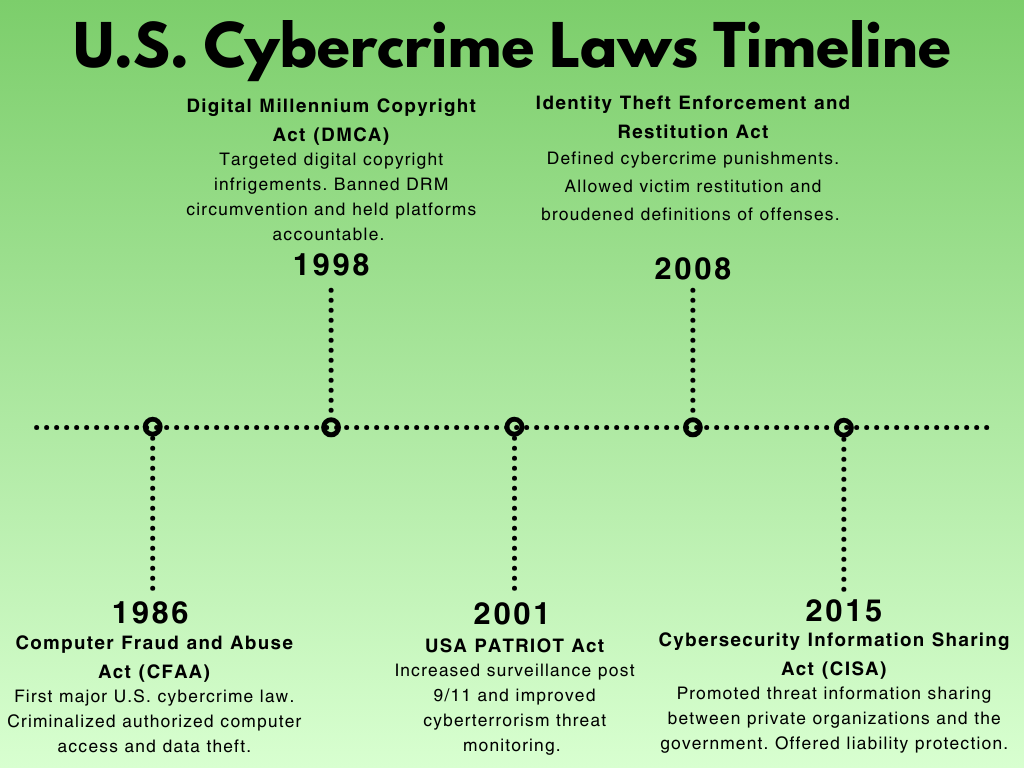 U.S. Cybercrime Laws Timeline
Digital Millennium Copyright
Act (DMCA)
Targeted digital copyright
infrigements. Banned DRM
circumvention and held platforms
accountable.
1998
Identity Theft Enforcement and
Restitution Act
Defined cybercrime punishments.
Allowed victim restitution and
broudened definitions of offenses.
2008
1986
Computer Fraud and Abuse
Act (CFAA)
First major U.S. cybercrime law.
Criminalized authorized computer
access and data theft.
2001
USA PATRIOT Act
Increased surveillance post
9/11 and improved
cyberterrorism threat
monitoring.
2015
Cybersecurity Information Sharing
Act (CISA)
Promoted threat information sharing
between private organizations and the
government. Offered liability protection.